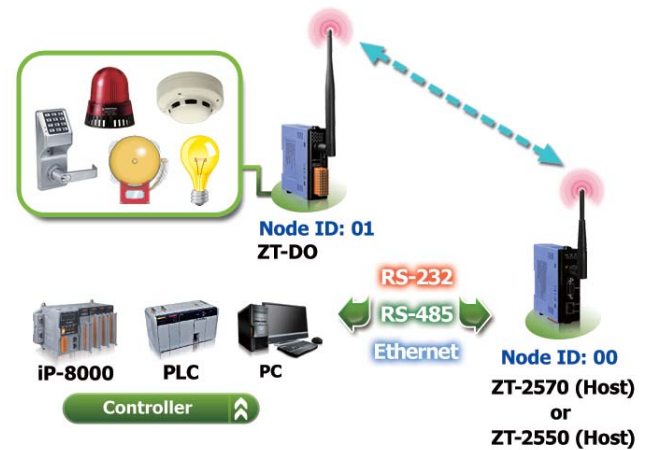 Node ID: 01
ZT-DO
RS-232
RS-485
Ethernet
iP-8000
PLC
PC
Controller
Node ID: 00
ZT-2570 (Host)
or
ZT-2550 (Host)